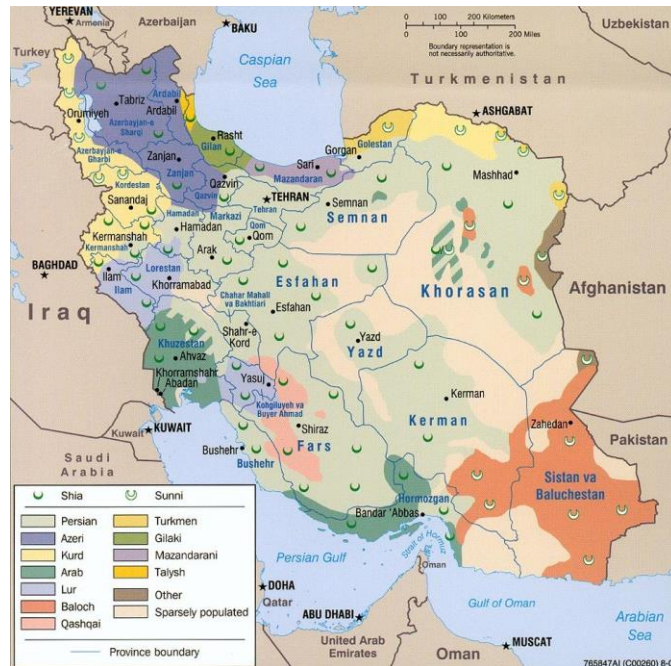 YEREVAN
Armenia
Azerbaijan
BAKU
0 100 200 Kilometers
0 100 200 Miles
Boundary representation is
not necessarily authoritative.
Uzbekistan
Turkey
Caspian
Sea
Turkmenistan
ASHGABAT
Tabriz
Ardabil
Ardabil
Orumiyeh
Azerbayjan-e
Sharqi
Azerbayjan-e
Gharbi
Rasht
Gilan
Zanjan
Zanjan
Golestan
Gorgan
Sari
Mazandaran
Mashhad
Kordestan
Sanandaj
Qazvin
Qazvin
TEHRAN
Tehran
Semnan
Semnan
Hamadan
Hamadan
Markazi
Qom
Qom
Kermanshah
Kermanshah
Arak
BAGHDAD
Ilam
Ilam
Lorestan
Khorramabad
Esfahan
Esfahan
Khorasan
Afghanistan
Iraq
Chahar Mahall
va Bakhtiari
Shahr-e
Kord
Yazd
Yazd
Khuzestan
Ahvaz
Khorramshahr
Abadan
Yasuj
Kohgiluyeh va
Buyer Ahmad
Kerman
Kerman
Zahedan
KUWAIT
Kuwait
Shiraz
Fars
Pakistan
Saudi
Arabia
Bushehr
Bushehr
Sistan va
Baluchestan
Hormozgan
Bandar 'Abbas
Strait of Hormuz
Oman
Persian Gulf
DOHA
Qatar
ABU DHABI
United Arab
Emirates
Gulf of Oman
MUSCAT
Oman
Arabian
Sea
Shia
Sunni
Persian
Turkmen
Azeri
Gilaki
Kurd
Mazandarani
Arab
Talysh
Lur
Other
Baloch
Sparsely populated
Qashqai
Province boundary
765847AI (C00260)